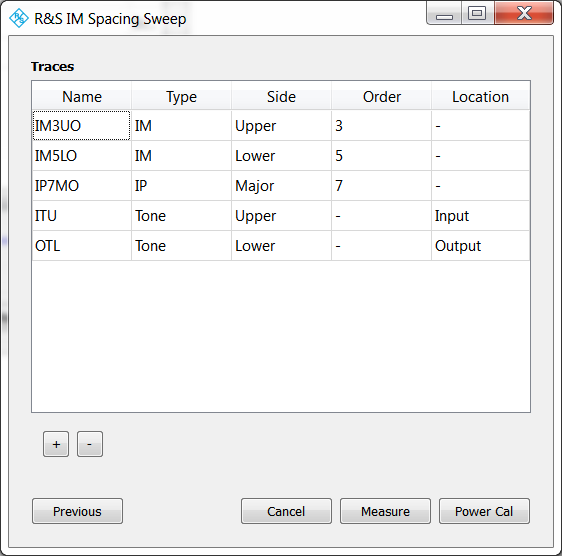 R&S IM Spacing Sweep
Traces
Name Type Side Order Location
IM3UO IM Upper 3 -
IM5LO IM Lower 5 -
IP7MO IP Major 7 -
ITU Tone Upper - Input
OTL Tone Lower - Output
+ -
Previous Cancel Measure Power Cal